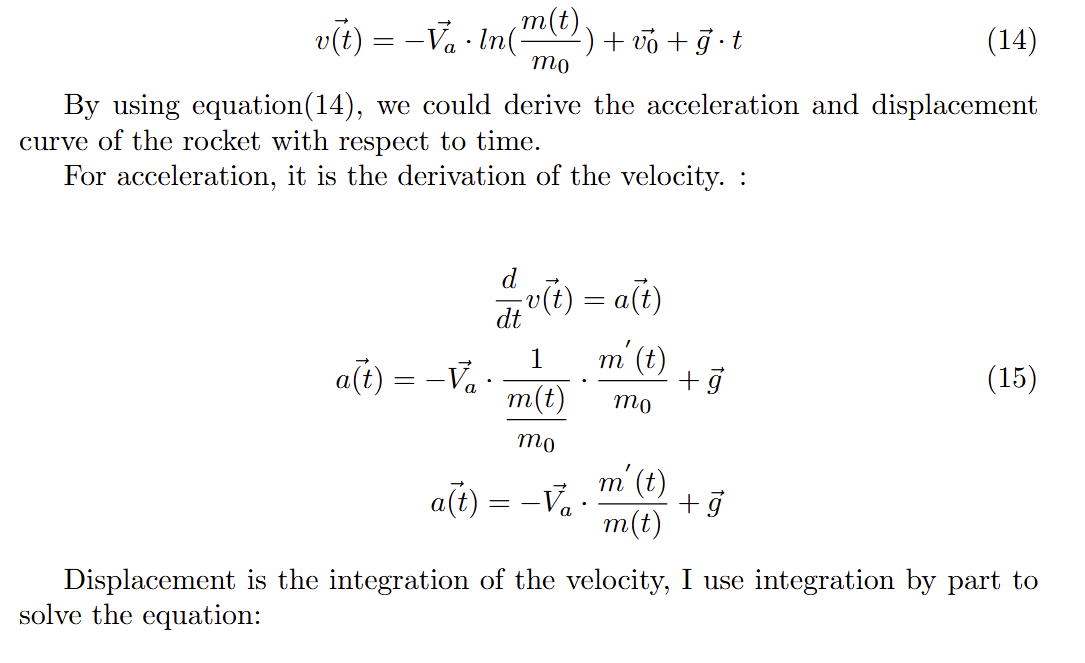 $\vec{v(t)} = -\vec{V_a} \cdot ln(\frac{m(t)}{m_0}) + \vec{v_0} + \vec{g} \cdot t$ (14)
By using equation(14), we could derive the acceleration and displacement
curve of the rocket with respect to time.
For acceleration, it is the derivation of the velocity. :
$\frac{d}{dt}\vec{v(t)} = \vec{a(t)}$
$\vec{a(t)} = -\vec{V_a} \cdot \frac{1}{\frac{m(t)}{m_0}} \cdot \frac{m^{'}(t)}{m_0} + \vec{g}$ (15)
$\vec{a(t)} = -\vec{V_a} \cdot \frac{m^{'}(t)}{m(t)} + \vec{g}$
Displacement is the integration of the velocity, I use integration by part to
solve the equation: